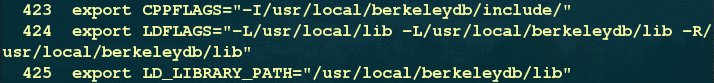 423  export CPPFLAGS="-I/usr/local/berkeleydb/include/"
424  export LDFLAGS="-L/usr/local/lib -L/usr/local/berkeleydb/lib -R/
usr/local/berkeleydb/lib"
425  export LD_LIBRARY_PATH="/usr/local/berkeleydb/lib"